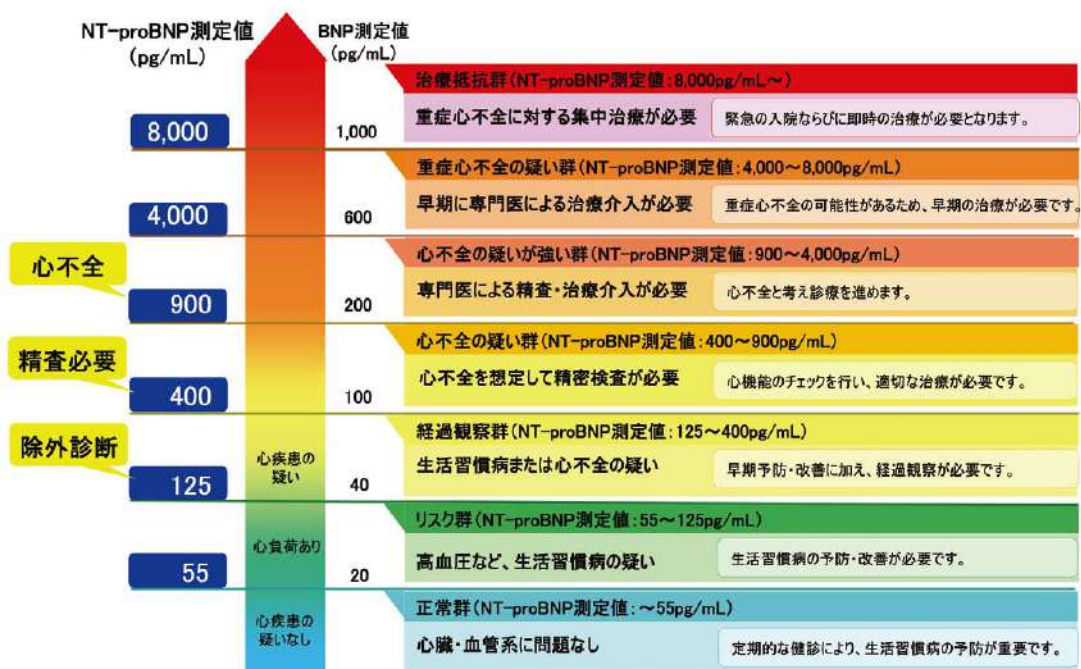 NT-proBNP測定値
(pg/mL)
BNP測定値
(pg/mL)
治療抵抗群(NT-proBNP測定値:8,000pg/mL~)
8,000
1,000
重症心不全に対する集中治療が必要
緊急の入院ならびに即時の治療が必要となります。
重症心不全の疑い群(NT-proBNP測定値:4,000~8,000pg/mL)
4,000
600
早期に専門医による治療介入が必要
重症心不全の可能性があるため、早期の治療が必要です。
心不全
心不全の疑いが強い群(NT-proBNP測定値:900~4,000pg/mL)
900
200
専門医による精査・治療介入が必要
心不全と考え診療を進めます。
精査必要
心不全の疑い群(NT-proBNP測定値:400~900pg/mL)
400
100
心不全を想定して精密検査が必要
心機能のチェックを行い、適切な治療が必要です。
除外診断
経過観察群(NT-proBNP測定値:125~400pg/mL)
125
心疾患の
疑い
40
生活習慣病または心不全の疑い
早期予防・改善に加え、経過観察が必要です。
リスク群(NT-proBNP測定値:55~125pg/mL)
55
心負荷あり
20
高血圧など、生活習慣病の疑い
生活習慣病の予防・改善が必要です。
正常群(NT-proBNP測定値:~55pg/mL)
心疾患の
疑いなし
心臓・血管系に問題なし
定期的な健診により、生活習慣病の予防が重要です。